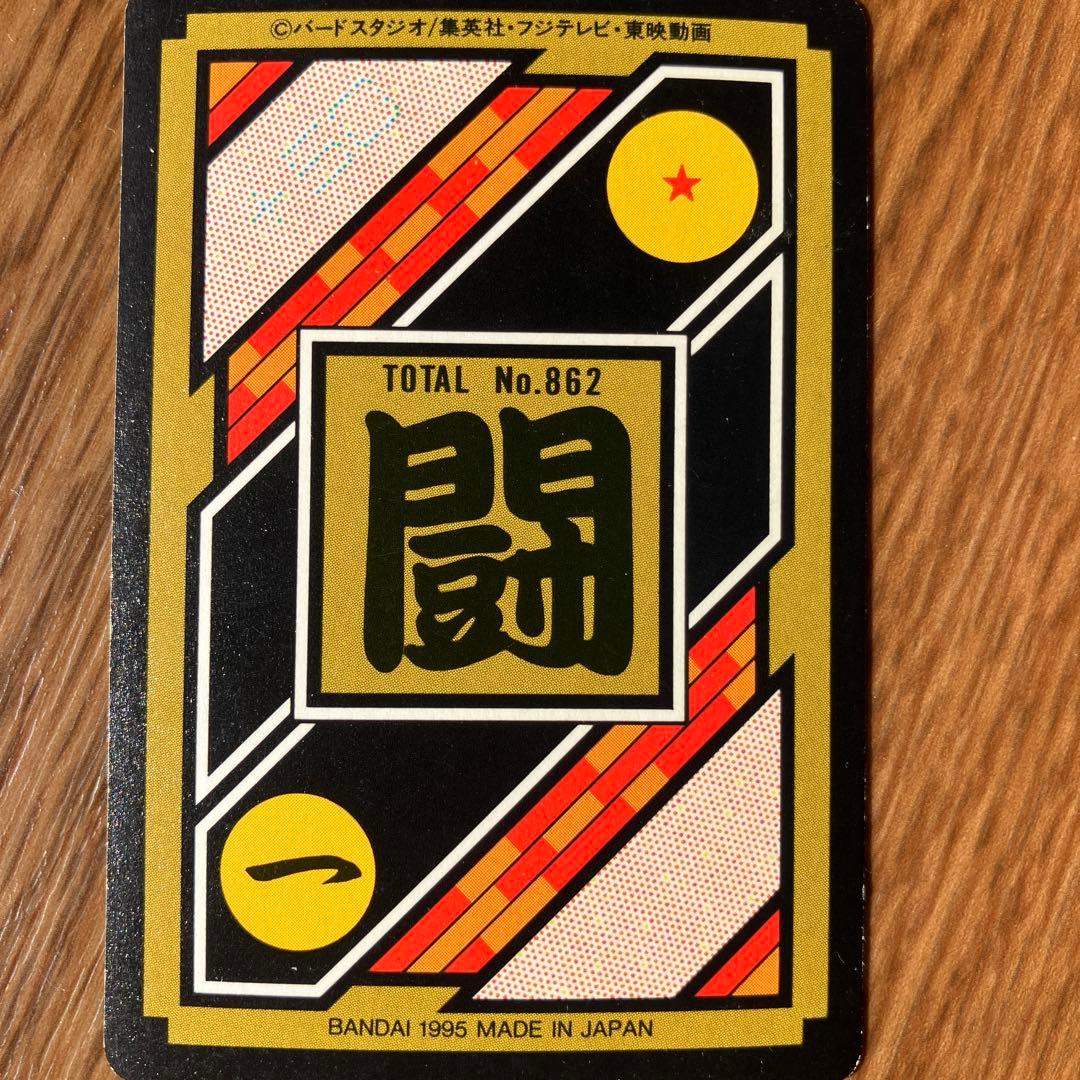 ©バードスタジオ/集英社・フジテレビ・東映動画
TOTAL No.862
闘
一
BANDAI 1995 MADE IN JAPAN